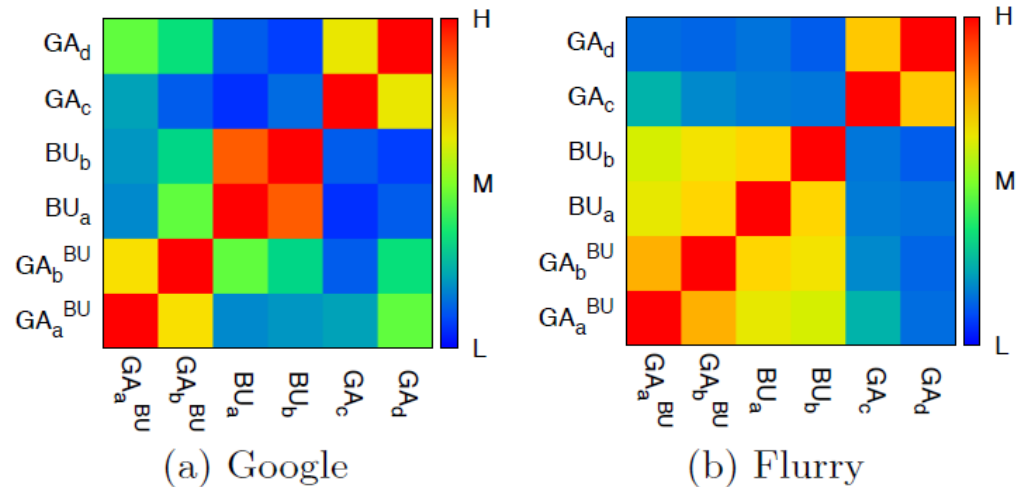 GA_d
GA_c
BU_b
BU_a
GA_b^BU
GA_a^BU
GA_a^BU
GA_b^BU
BU_a
BU_b
GA_c
GA_d
H
M
L
(a) Google
GA_d
GA_c
BU_b
BU_a
GA_b^BU
GA_a^BU
GA_a^BU
GA_b^BU
BU_a
BU_b
GA_c
GA_d
H
M
L
(b) Flurry